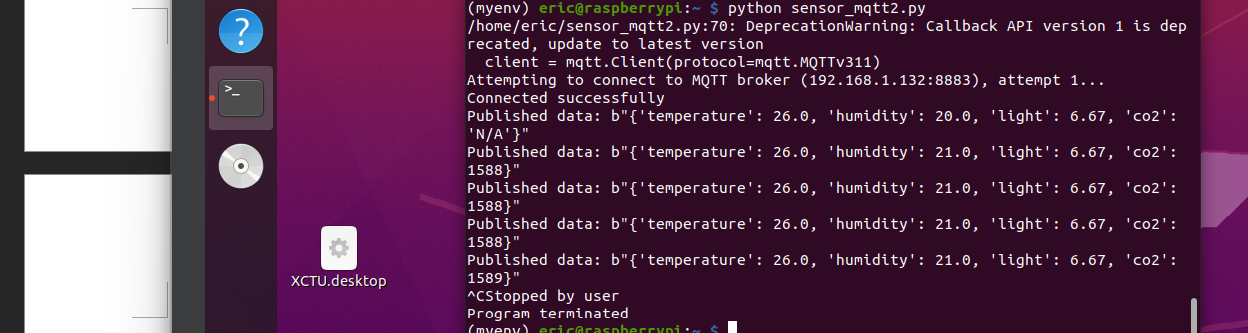 (myenv) eric@raspberrypi:~ $ python sensor_mqtt2.py
/home/eric/sensor_mqtt2.py:70: DeprecationWarning: Callback API version 1 is dep
recated, update to latest version
  client = mqtt.Client(protocol=mqtt.MQTTv311)
Attempting to connect to MQTT broker (192.168.1.132:8883), attempt 1...
Connected successfully
Published data: b"{'temperature': 26.0, 'humidity': 20.0, 'light': 6.67, 'co2':
'N/A'}"
Published data: b"{'temperature': 26.0, 'humidity': 21.0, 'light': 6.67, 'co2':
1588}"
Published data: b"{'temperature': 26.0, 'humidity': 21.0, 'light': 6.67, 'co2':
1588}"
Published data: b"{'temperature': 26.0, 'humidity': 21.0, 'light': 6.67, 'co2':
1588}"
Published data: b"{'temperature': 26.0, 'humidity': 21.0, 'light': 6.67, 'co2':
1589}"
^CStopped by user
Program terminated
(myenv) eric@raspberrypi:~ $
?
>_
XCTU.desktop